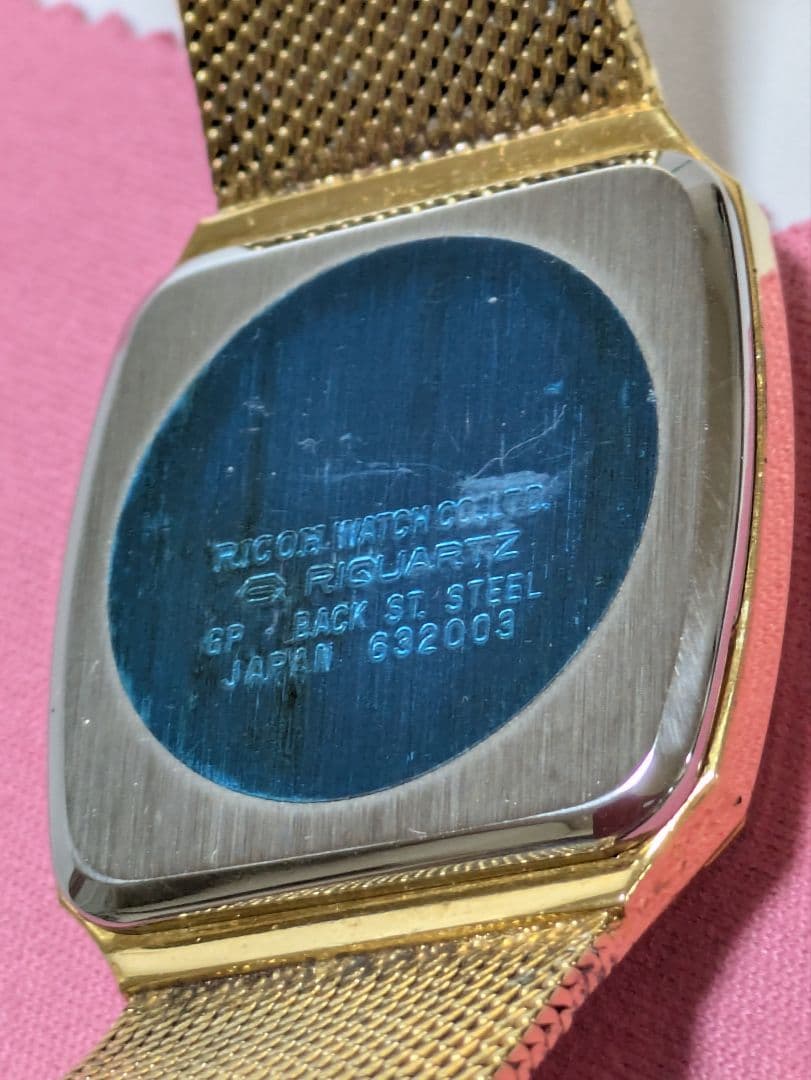 RICOH WATCH CO., LTD.
RIQUARTZ
GP · BACK ST. STEEL
JAPAN 632003